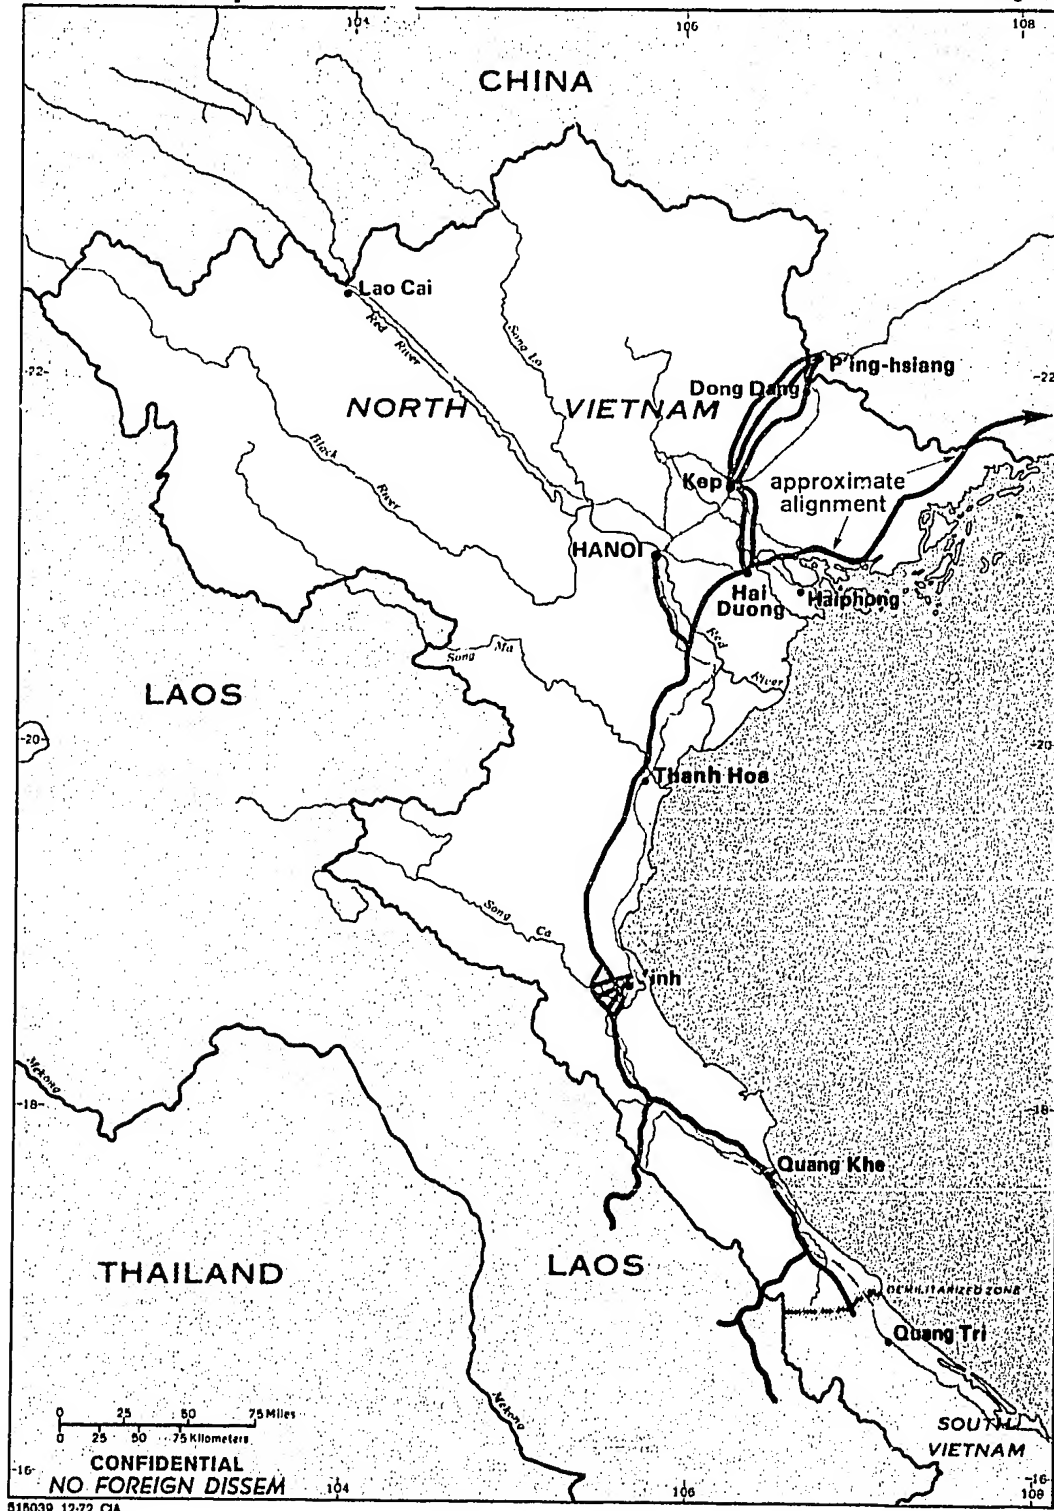 104
106
108
CHINA
Lao Cai
Red River
Song Lo
P'ing-hsiang
22
22
Dong Dang
NORTH VIETNAM
Black River
Kep
approximate
alignment
HANOI
Hai
Duong
Haiphong
Red River
Song Ma
LAOS
20
20
Thanh Hoa
Song Ca
Vinh
Mekong
18
18
Quang Khe
THAILAND
LAOS
DEMILITARIZED ZONE
Quang Tri
Mekong
0 25 50 75 Miles
0 25 50 75 Kilometers
SOUTH
VIETNAM
CONFIDENTIAL
NO FOREIGN DISSEM
16
16
104
106
108
515039 12-72 CIA